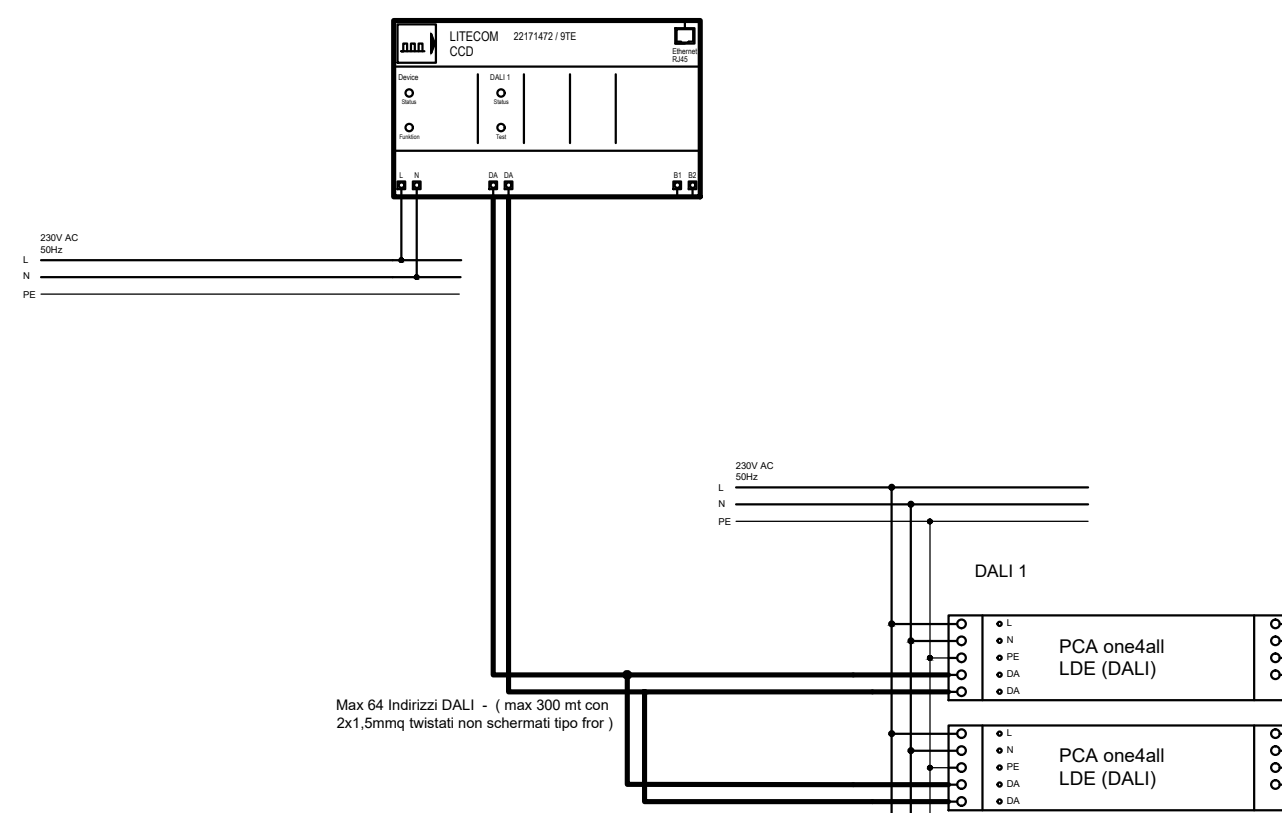 LITECOM 22171472 / 9TE
CCD
Ethernet
RJ45
Device
DALI 1
Status
Status
Funktion
Test
L N DA DA B1 B2
230V AC
50Hz
L
N
PE
230V AC
50Hz
L
N
PE
DALI 1
L
N
PE
DA
DA
PCA one4all
LDE (DALI)
Max 64 Indirizzi DALI - ( max 300 mt con
2x1,5mmq twistati non schermati tipo fror )
L
N
PE
DA
DA
PCA one4all
LDE (DALI)